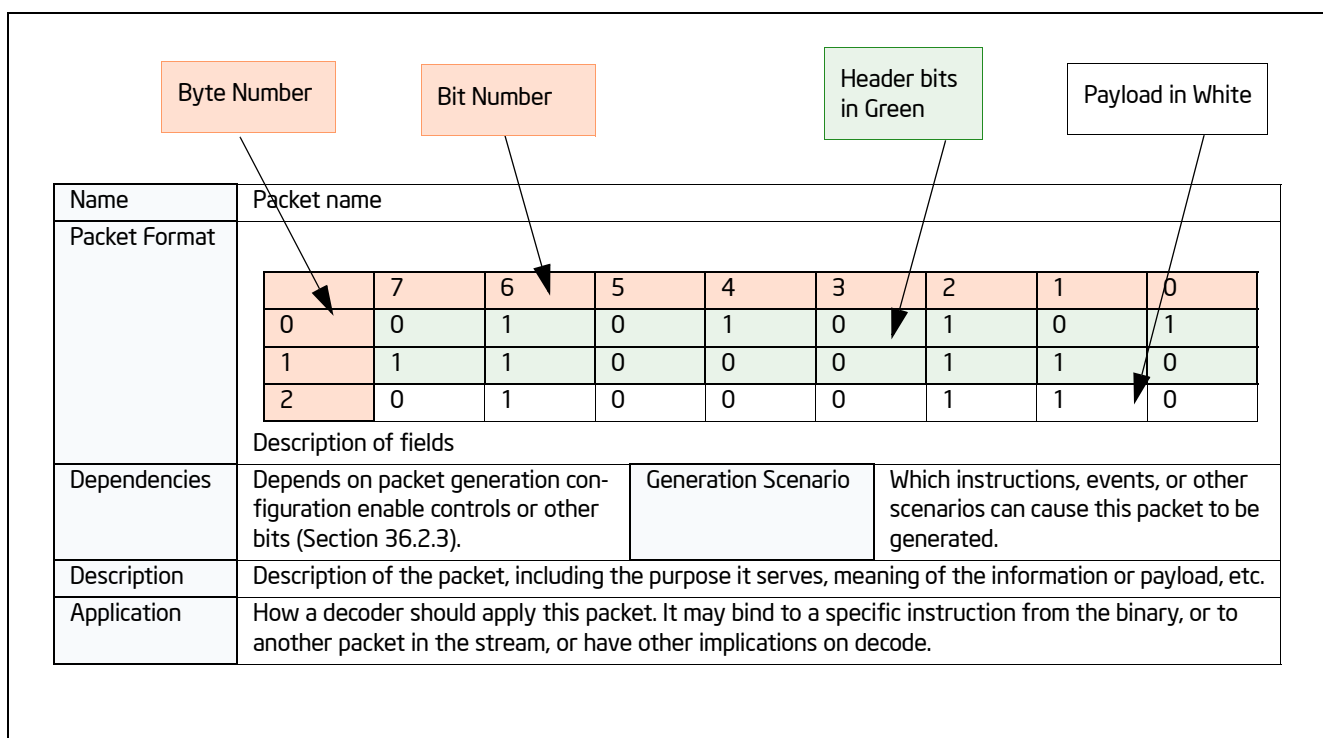 Byte Number
Bit Number
Header bits
in Green
Payload in White
Name Packet name
Packet Format
7 6 5 4 3 2 1 0
0 0 1 0 1 0 1 0 1
1 1 1 0 0 0 1 1 0
2 0 1 0 0 0 1 1 0
Description of fields
Dependencies
Depends on packet generation con-
figuration enable controls or other
bits (Section 36.2.3).
Generation Scenario
Which instructions, events, or other
scenarios can cause this packet to be
generated.
Description
Description of the packet, including the purpose it serves, meaning of the information or payload, etc.
Application
How a decoder should apply this packet. It may bind to a specific instruction from the binary, or to
another packet in the stream, or have other implications on decode.